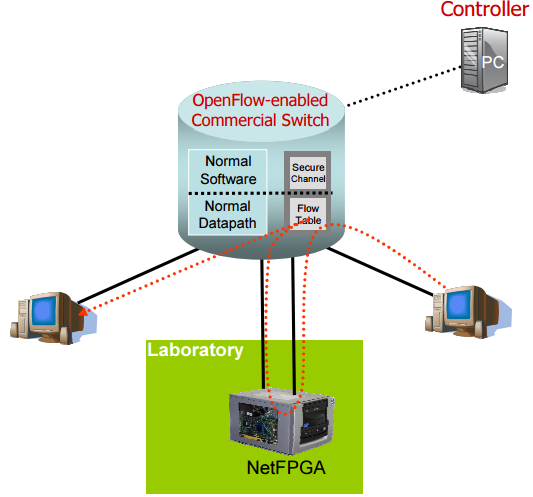 Controller
PC
OpenFlow-enabled
Commercial Switch
Normal
Software
Secure
Channel
Normal
Datapath
Flow
Table
Laboratory
NetFPGA